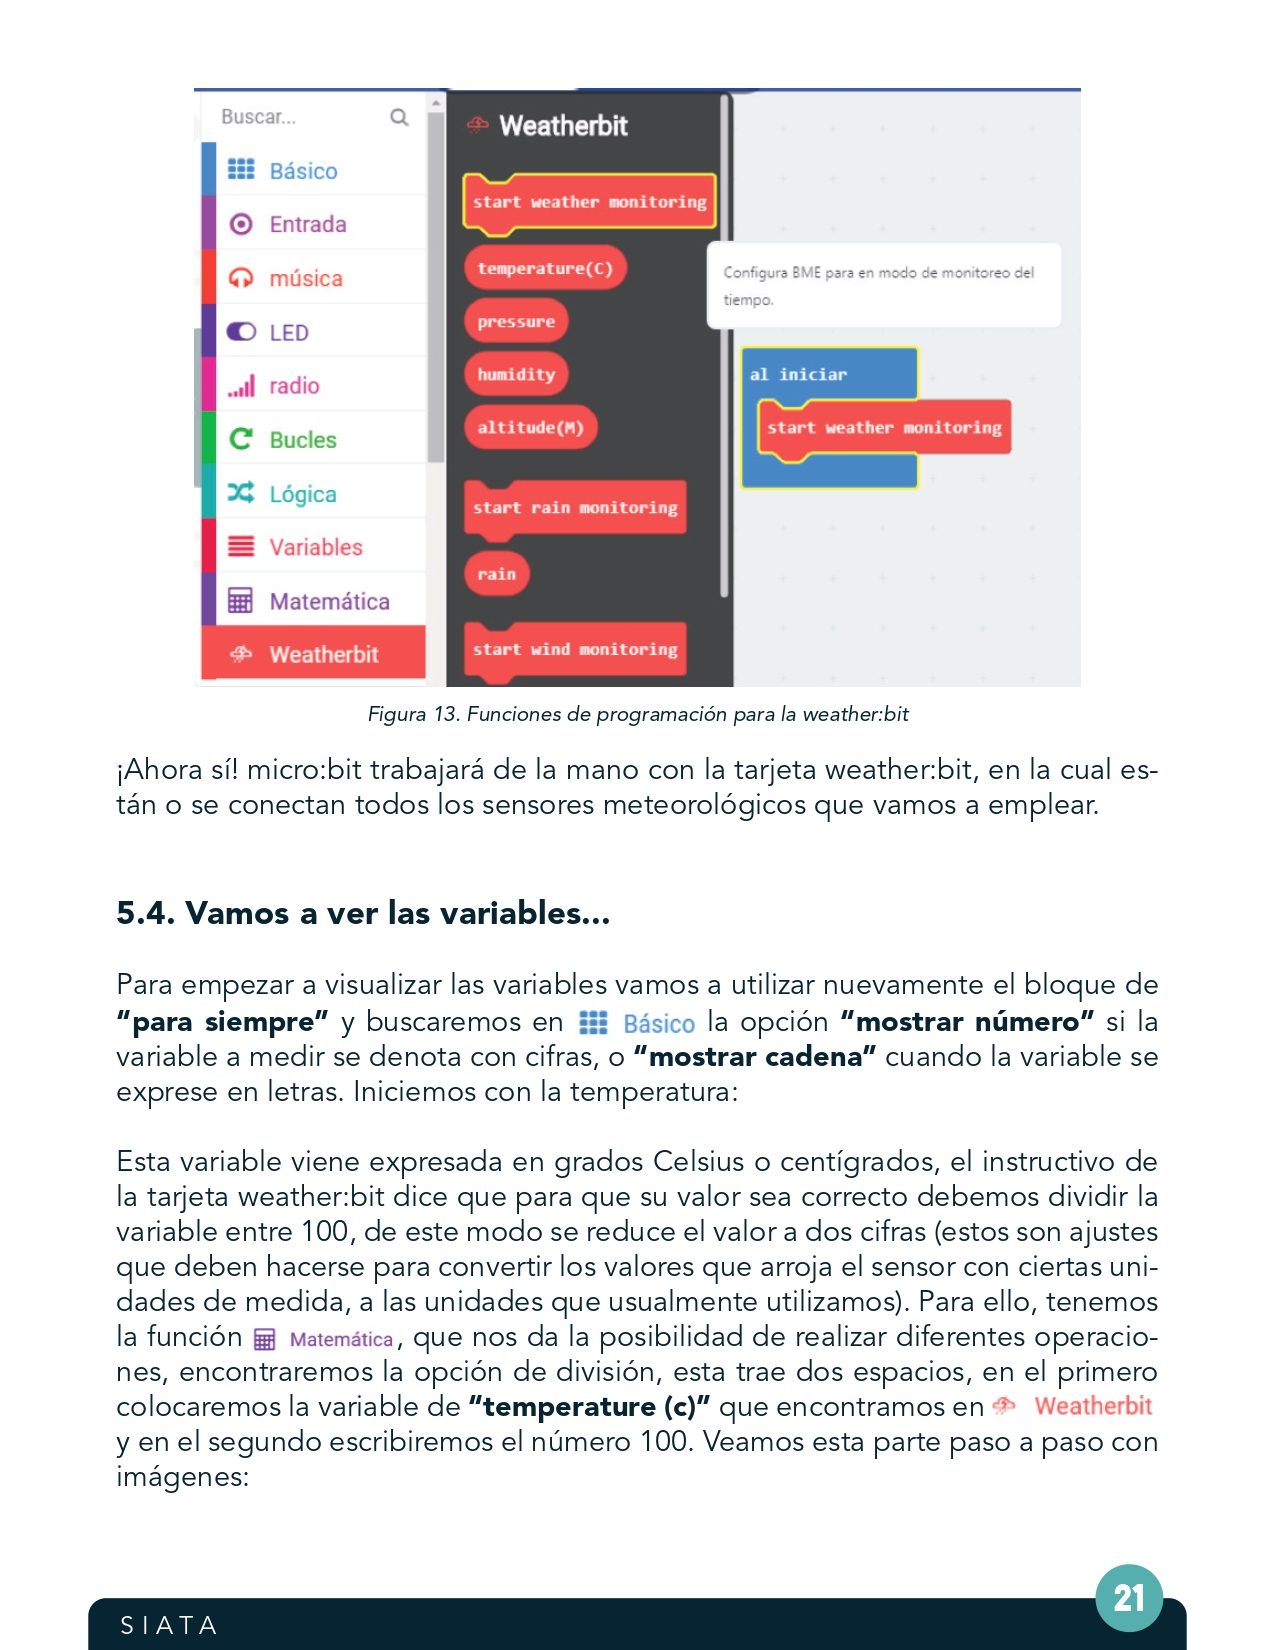 Buscar...
Básico
Entrada
música
LED
radio
Bucles
Lógica
Variables
Matemática
Weatherbit
Weatherbit
start weather monitoring
temperature(C)
pressure
humidity
altitude(M)
start rain monitoring
rain
start wind monitoring
Configura BME para en modo de monitoreo del
tiempo.
al iniciar
start weather monitoring
Figura 13. Funciones de programación para la weather:bit
¡Ahora sí! micro:bit trabajará de la mano con la tarjeta weather:bit, en la cual es-
tán o se conectan todos los sensores meteorológicos que vamos a emplear.
5.4. Vamos a ver las variables...
Para empezar a visualizar las variables vamos a utilizar nuevamente el bloque de
“para siempre” y buscaremos en Básico la opción “mostrar número” si la
variable a medir se denota con cifras, o “mostrar cadena” cuando la variable se
exprese en letras. Iniciemos con la temperatura:
Esta variable viene expresada en grados Celsius o centígrados, el instructivo de
la tarjeta weather:bit dice que para que su valor sea correcto debemos dividir la
variable entre 100, de este modo se reduce el valor a dos cifras (estos son ajustes
que deben hacerse para convertir los valores que arroja el sensor con ciertas uni-
dades de medida, a las unidades que usualmente utilizamos). Para ello, tenemos
la función Matemática, que nos da la posibilidad de realizar diferentes operacio-
nes, encontraremos la opción de división, esta trae dos espacios, en el primero
colocaremos la variable de “temperature (c)” que encontramos en Weatherbit
y en el segundo escribiremos el número 100. Veamos esta parte paso a paso con
imágenes:
SIATA
21